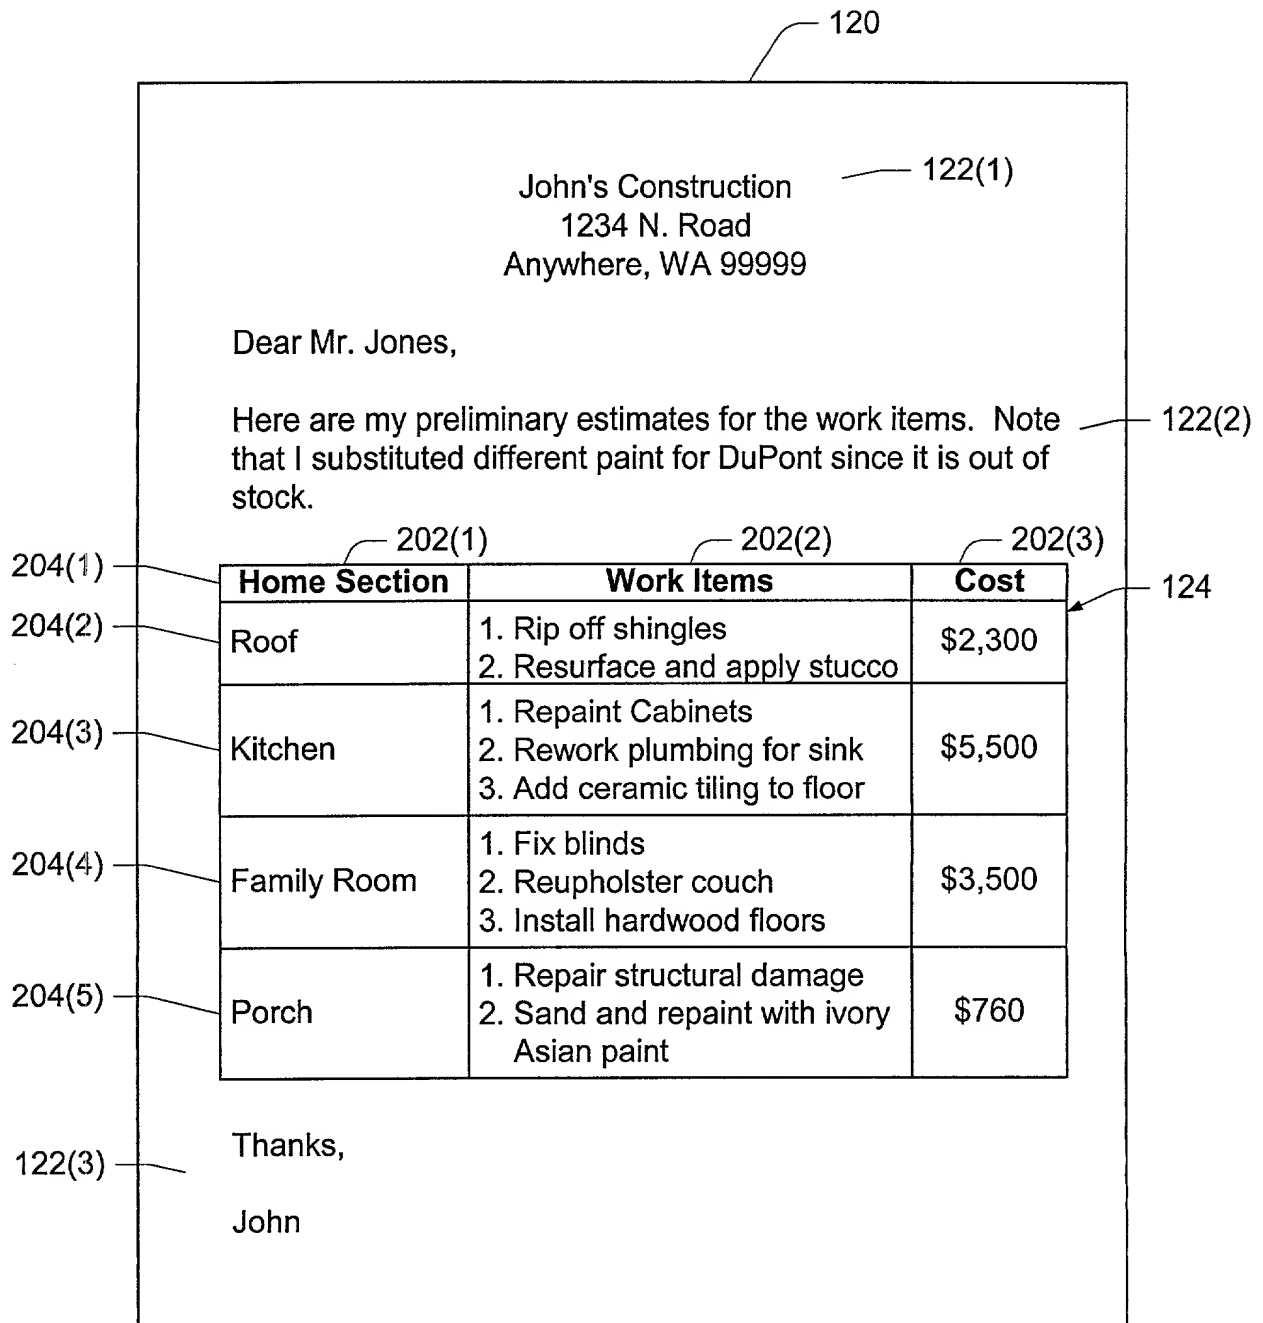 120
John's Construction
122(1)
1234 N. Road
Anywhere, WA 99999
Dear Mr. Jones,
Here are my preliminary estimates for the work items.  Note
122(2)
that I substituted different paint for DuPont since it is out of
stock.
202(1)
202(2)
202(3)
204(1)
Home Section
Work Items
Cost
124
204(2)
Roof
1. Rip off shingles
2. Resurface and apply stucco
$2,300
204(3)
Kitchen
1. Repaint Cabinets
2. Rework plumbing for sink
3. Add ceramic tiling to floor
$5,500
204(4)
Family Room
1. Fix blinds
2. Reupholster couch
3. Install hardwood floors
$3,500
204(5)
Porch
1. Repair structural damage
2. Sand and repaint with ivory
Asian paint
$760
Thanks,
122(3)
John